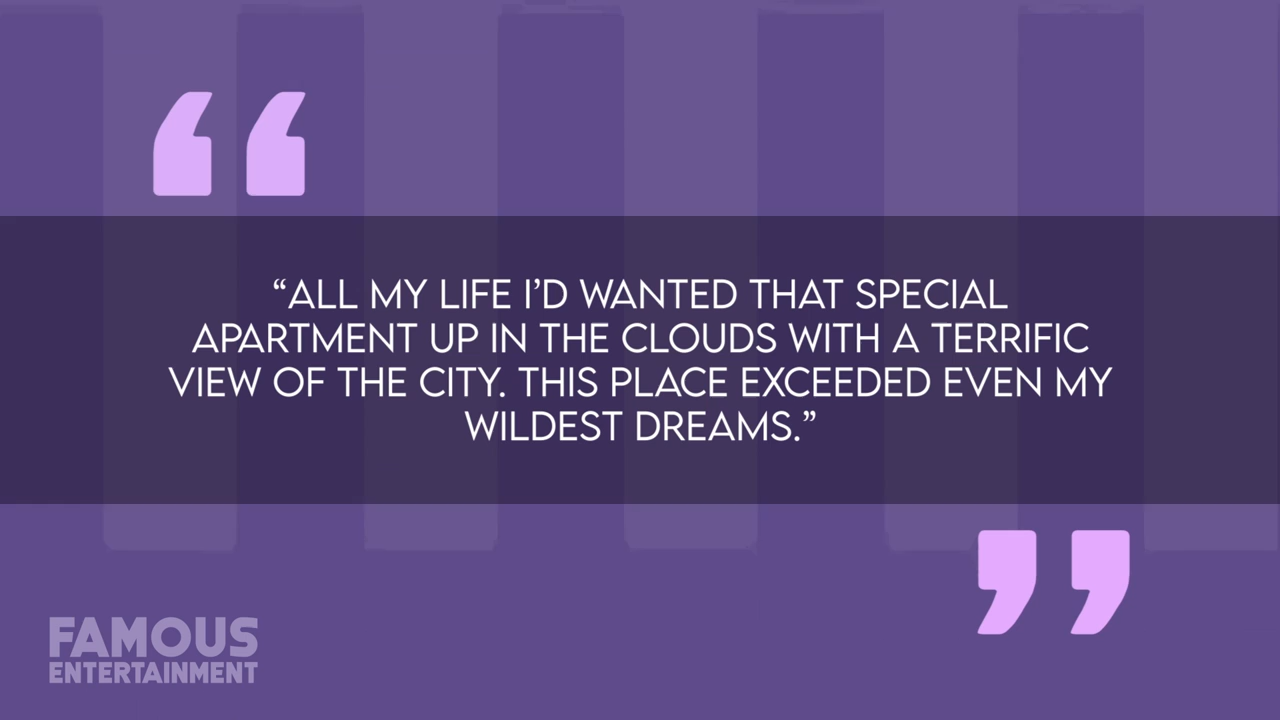 “ALL MY LIFE I’D WANTED THAT SPECIAL
APARTMENT UP IN THE CLOUDS WITH A TERRIFIC
VIEW OF THE CITY. THIS PLACE EXCEEDED EVEN MY
WILDEST DREAMS.”
FAMOUS
ENTERTAINMENT